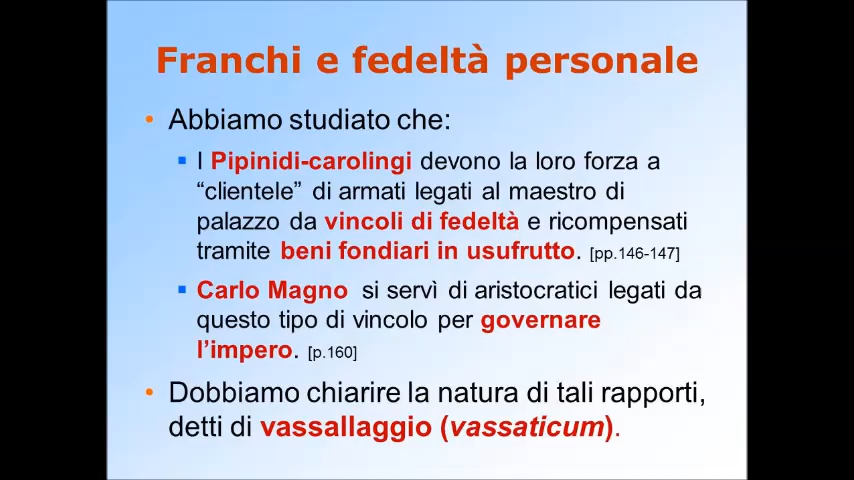 Franchi e fedeltà personale
• Abbiamo studiato che:
▪ I Pipinidi-carolingi devono la loro forza a
“clientele” di armati legati al maestro di
palazzo da vincoli di fedeltà e ricompensati
tramite beni fondiari in usufrutto. [pp.146-147]
▪ Carlo Magno si servì di aristocratici legati da
questo tipo di vincolo per governare
l’impero. [p.160]
• Dobbiamo chiarire la natura di tali rapporti,
detti di vassallaggio (vassaticum).